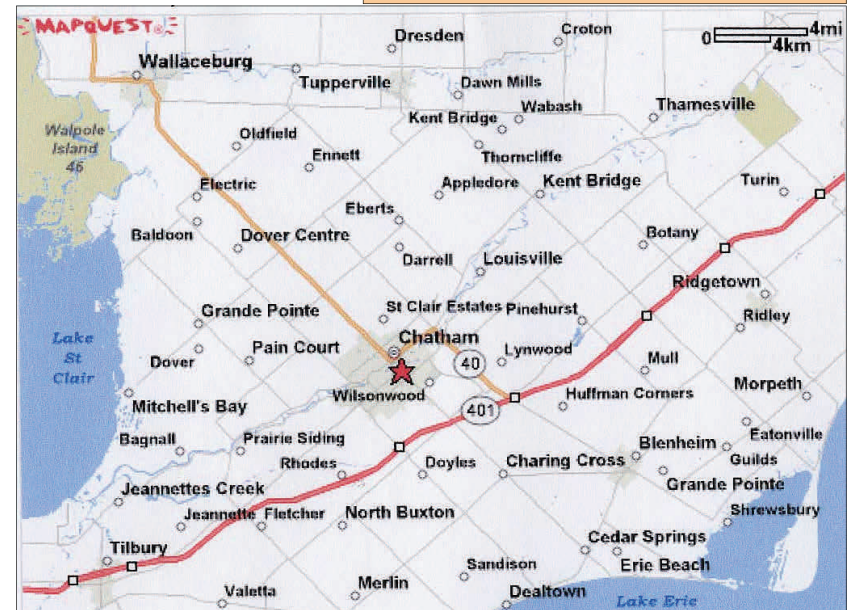 MAPQUEST®
0 4mi
4km
Dresden
Croton
Wallaceburg
Tupperville
Dawn Mills
Kent Bridge
Wabash
Thamesville
Walpole
Island
46
Oldfield
Ennett
Thorncliffe
Electric
Appledore
Kent Bridge
Turin
Eberts
Baldoon
Dover Centre
Botany
Darrell
Louisville
Ridgetown
Grande Pointe
St Clair Estates
Pinehurst
Ridley
Lake
St
Clair
Chatham
Pain Court
Dover
40
Lynwood
Mull
Wilsonwood
401
Huffman Corners
Morpeth
Mitchell's Bay
Bagnall
Prairie Siding
Eatonville
Blenheim
Rhodes
Doyles
Charing Cross
Guilds
Grande Pointe
Jeannettes Creek
Jeannette
Fletcher
North Buxton
Shrewsbury
Tilbury
Cedar Springs
Sandison
Erie Beach
Valetta
Merlin
Dealtown
Lake Erie